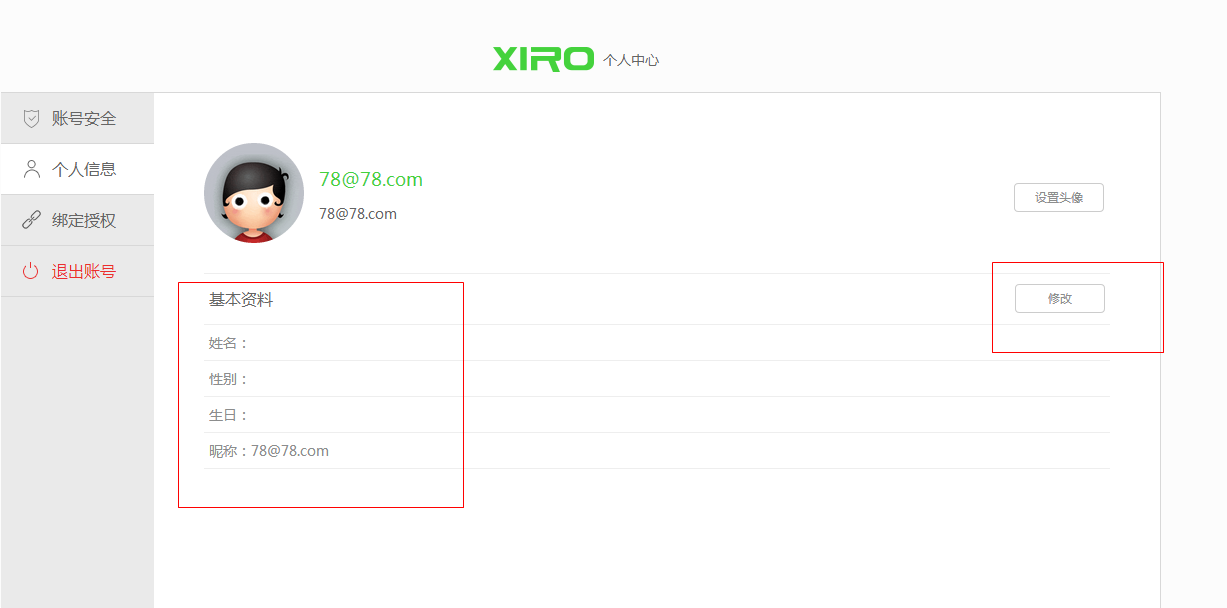 XIRO 个人中心
账号安全
个人信息
绑定授权
退出账号
78@78.com
78@78.com
设置头像
基本资料
修改
姓名：
性别：
生日：
昵称：78@78.com